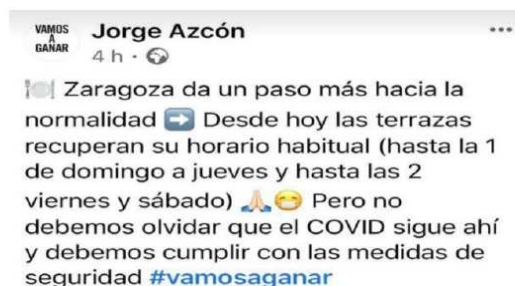 VAMOS
A
GANAR
Jorge Azcón
4 h ·
🍽️ Zaragoza da un paso más hacia la
normalidad ➡️ Desde hoy las terrazas
recuperan su horario habitual (hasta la 1
de domingo a jueves y hasta las 2
viernes y sábado) 🙏🏻😷 Pero no
debemos olvidar que el COVID sigue ahí
y debemos cumplir con las medidas de
seguridad #vamosaganar